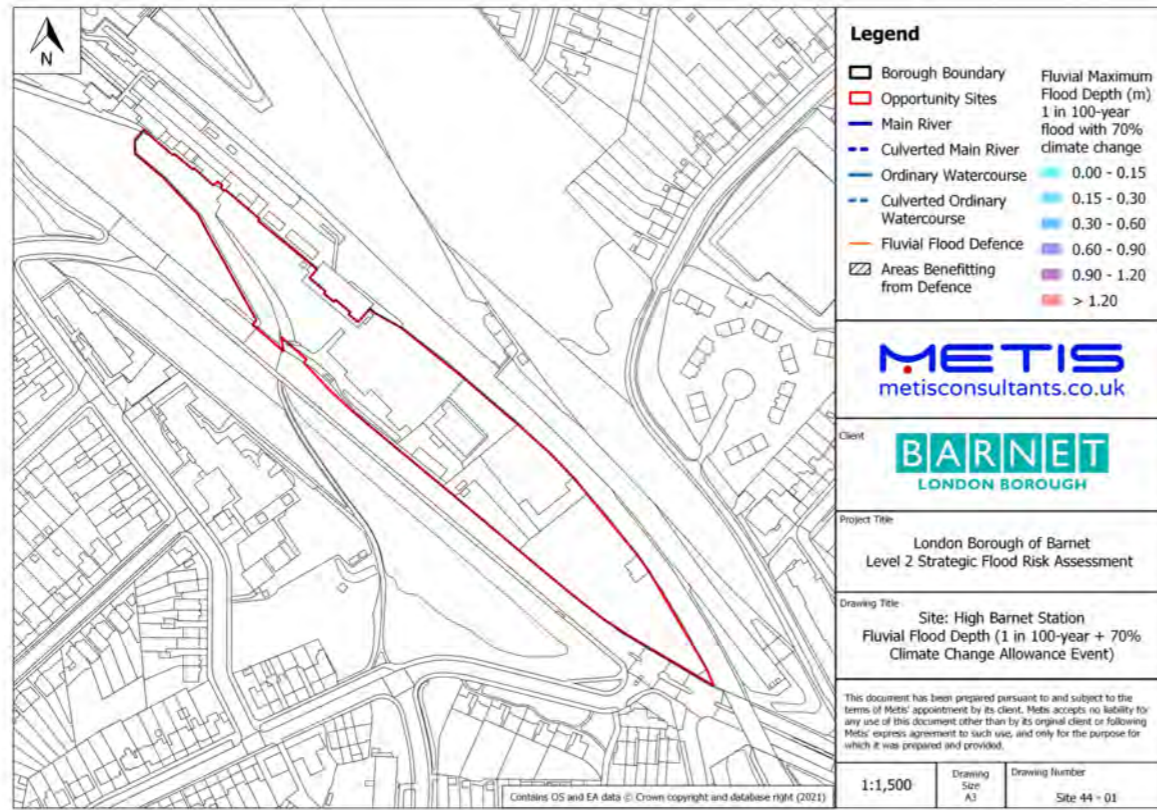 N
Legend
Borough Boundary
Opportunity Sites
Main River
Culverted Main River
Ordinary Watercourse
Culverted Ordinary
Watercourse
Fluvial Flood Defence
Areas Benefitting
from Defence
Fluvial Maximum
Flood Depth (m)
1 in 100-year
flood with 70%
climate change
0.00 - 0.15
0.15 - 0.30
0.30 - 0.60
0.60 - 0.90
0.90 - 1.20
> 1.20
METIS
metisconsultants.co.uk
Client
BARNET
LONDON BOROUGH
Project Title
London Borough of Barnet
Level 2 Strategic Flood Risk Assessment
Drawing Title
Site: High Barnet Station
Fluvial Flood Depth (1 in 100-year + 70%
Climate Change Allowance Event)
This document has been prepared pursuant to and subject to the
terms of Metis' appointment by its client. Metis accepts no liability for
any use of this document other than by its original client or following
Metis' express agreement to such use, and only for the purpose for
which it was prepared and provided.
1:1,500
Drawing
Size
A3
Drawing Number
Site 44 - 01
Contains OS and EA data © Crown copyright and database right (2021)